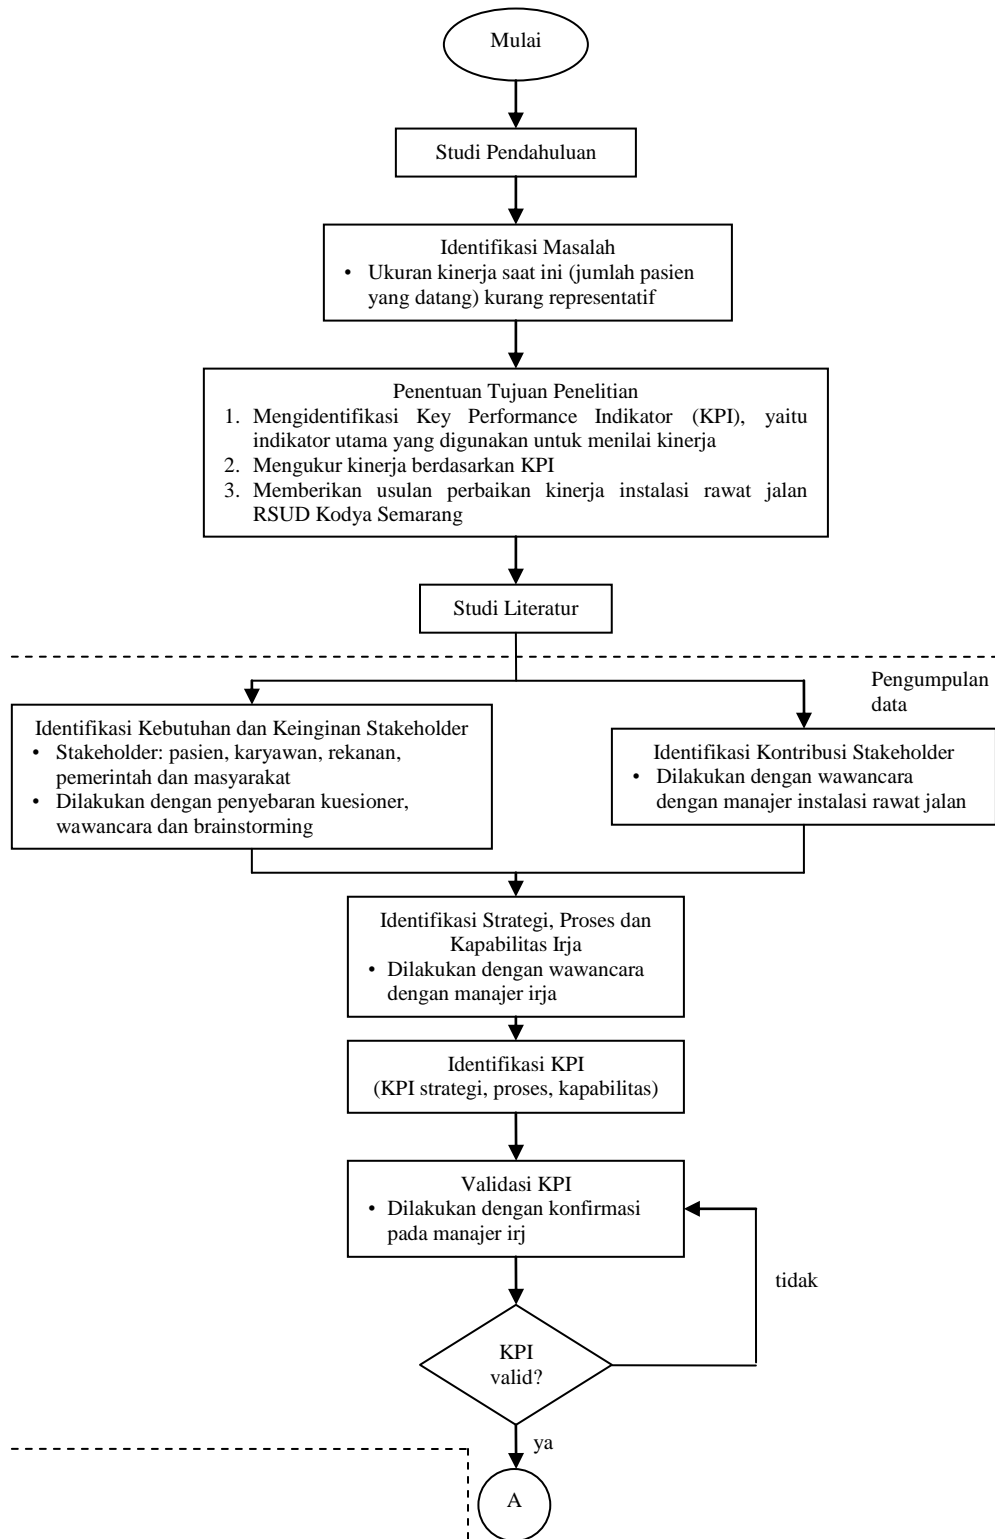 Mulai
Studi Pendahuluan
Identifikasi Masalah
• Ukuran kinerja saat ini (jumlah pasien
yang datang) kurang representatif
Penentuan Tujuan Penelitian
1. Mengidentifikasi Key Performance Indikator (KPI), yaitu
indikator utama yang digunakan untuk menilai kinerja
2. Mengukur kinerja berdasarkan KPI
3. Memberikan usulan perbaikan kinerja instalasi rawat jalan
RSUD Kodya Semarang
Studi Literatur
Pengumpulan
data
Identifikasi Kebutuhan dan Keinginan Stakeholder
• Stakeholder: pasien, karyawan, rekanan,
pemerintah dan masyarakat
• Dilakukan dengan penyebaran kuesioner,
wawancara dan brainstorming
Identifikasi Kontribusi Stakeholder
• Dilakukan dengan wawancara
dengan manajer instalasi rawat jalan
Identifikasi Strategi, Proses dan
Kapabilitas Irja
• Dilakukan dengan wawancara
dengan manajer irja
Identifikasi KPI
(KPI strategi, proses, kapabilitas)
Validasi KPI
• Dilakukan dengan konfirmasi
pada manajer irj
tidak
KPI
valid?
ya
A